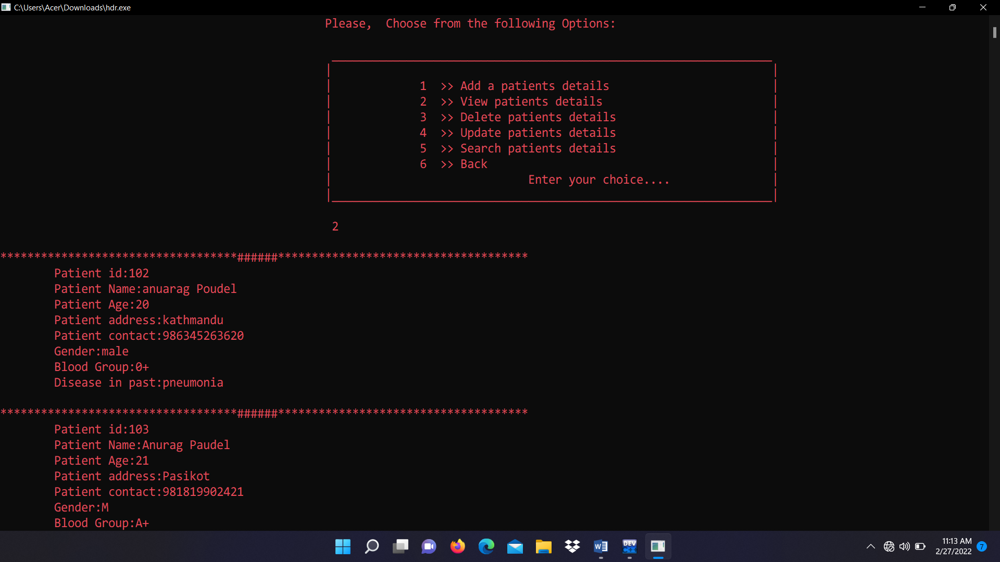 C:\Users\Acer\Downloads\hdr.exe
Please,  Choose from the following Options:
1  >> Add a patients details
2  >> View patients details
3  >> Delete patients details
4  >> Update patients details
5  >> Search patients details
6  >> Back
Enter your choice....
2
***********************************######*************************************
Patient id:102
Patient Name:anuarag Poudel
Patient Age:20
Patient address:kathmandu
Patient contact:986345263620
Gender:male
Blood Group:0+
Disease in past:pneumonia
***********************************######*************************************
Patient id:103
Patient Name:Anurag Paudel
Patient Age:21
Patient address:Pasikot
Patient contact:981819902421
Gender:M
Blood Group:A+
W
DEV
C++
11:13 AM
2/27/2022
7